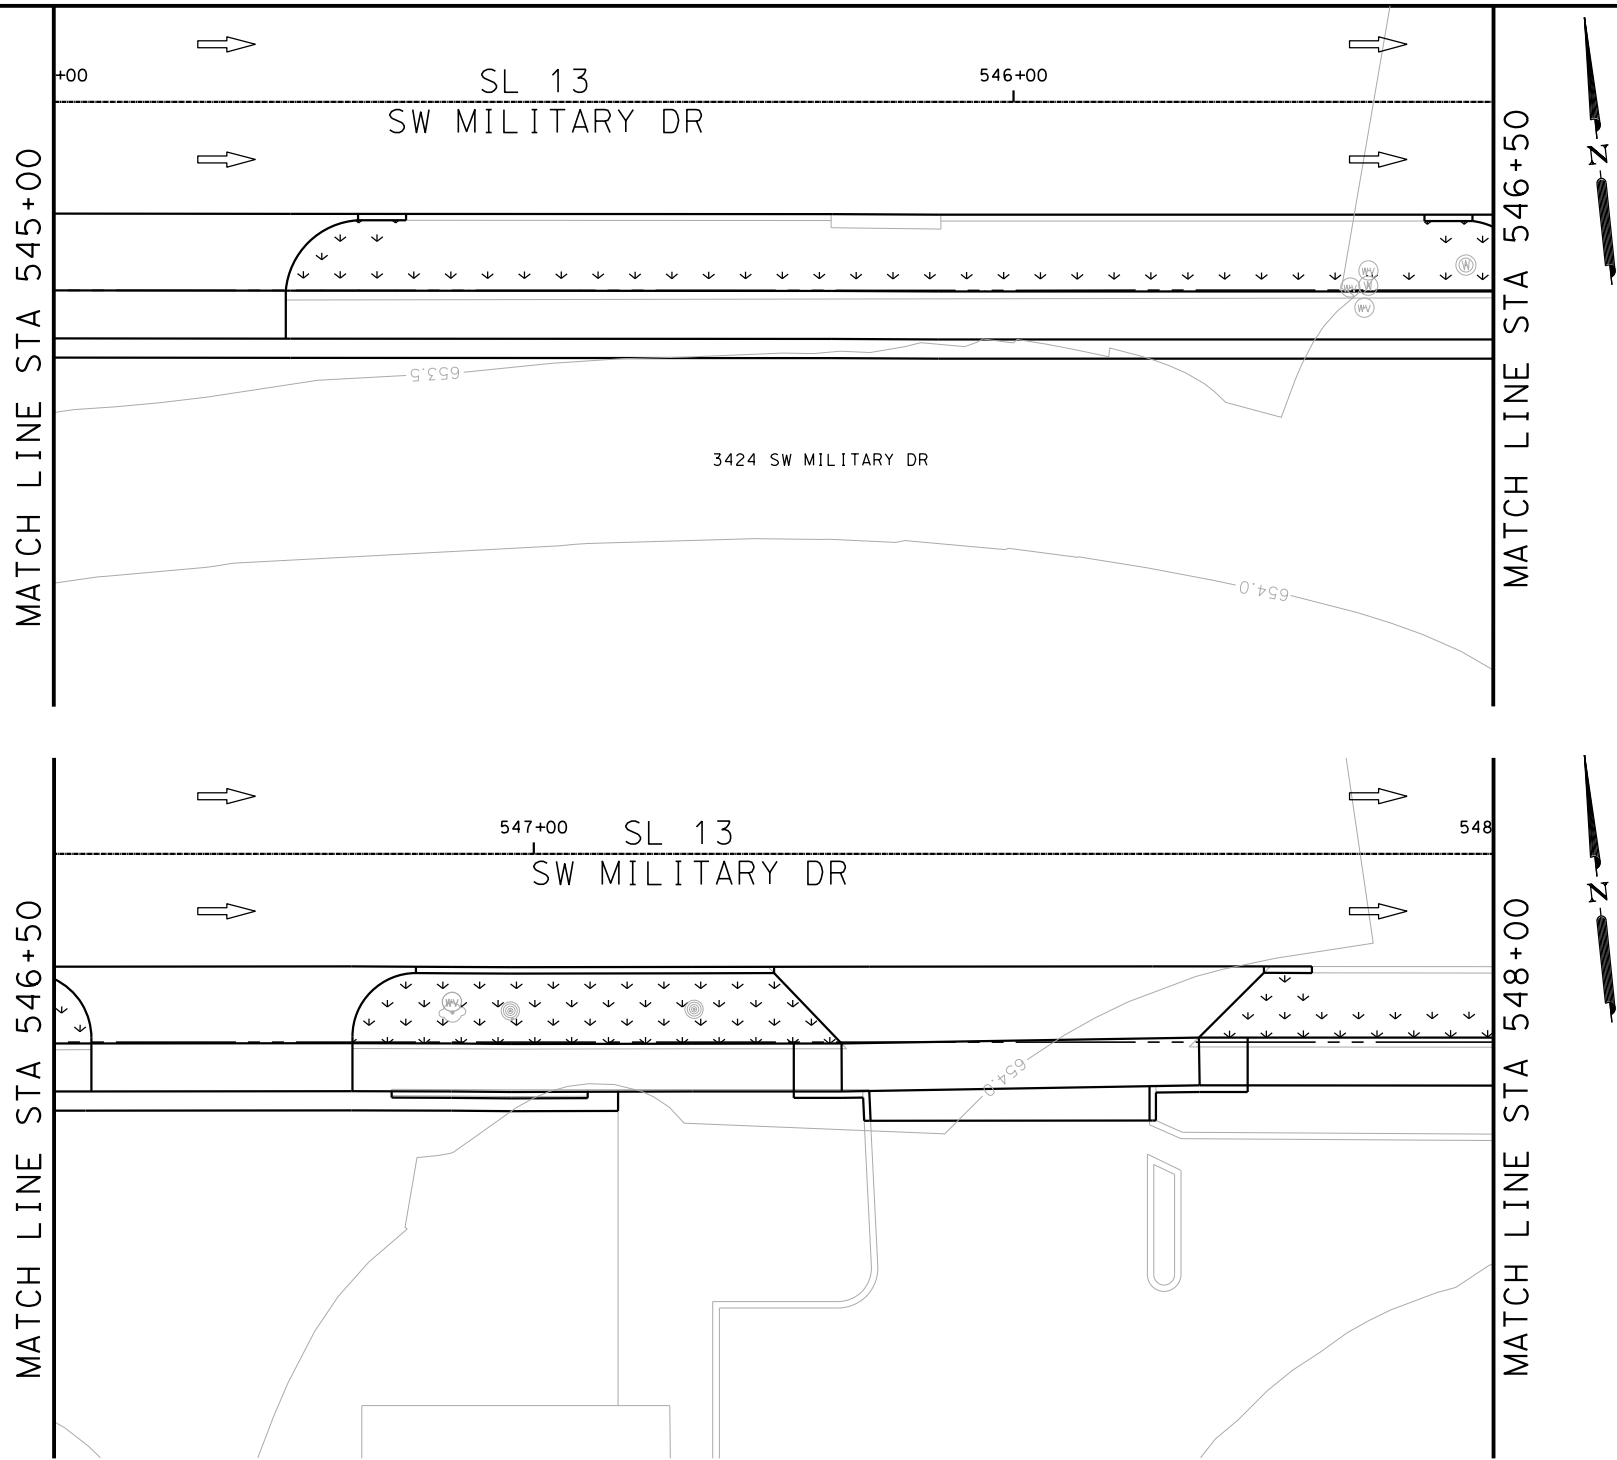 +00
SL 13
546+00
SW MILITARY DR
MATCH LINE STA 545+00
MATCH LINE STA 546+50
N
W+V
W
W+V
W
W+V
653.5
3424 SW MILITARY DR
654.0
547+00
SL 13
548
SW MILITARY DR
MATCH LINE STA 546+50
MATCH LINE STA 548+00
N
W+V
654.0